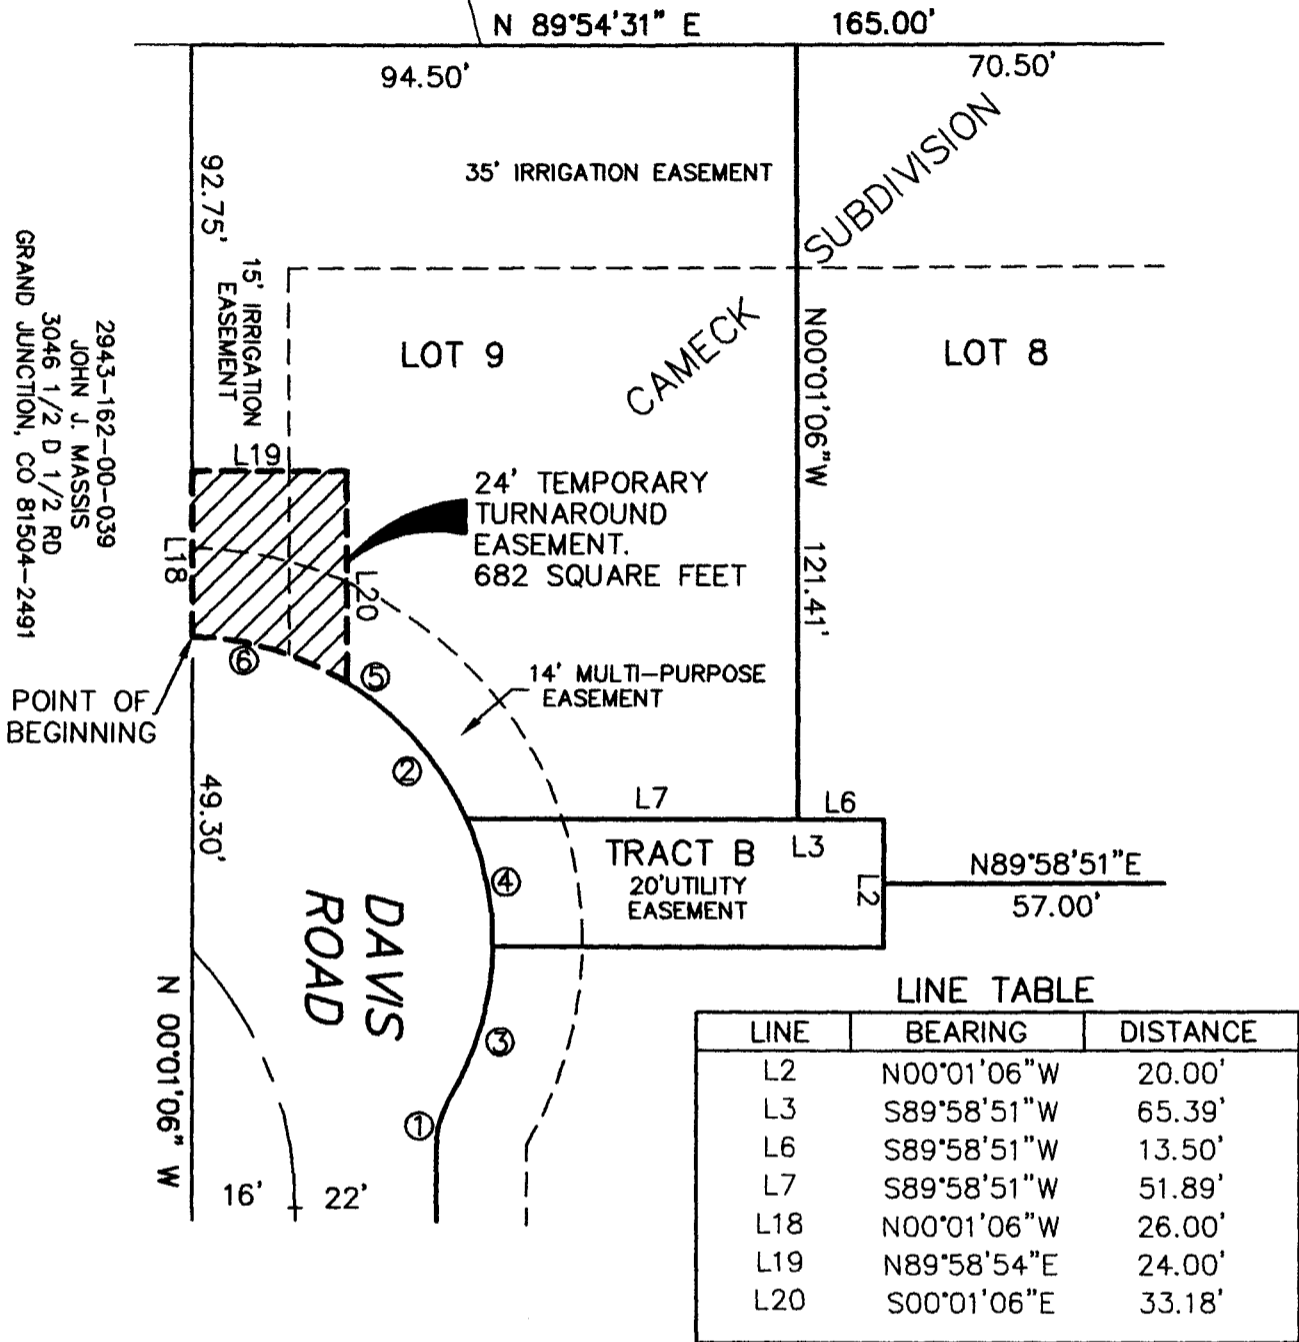 N 89°54'31" E 165.00'
94.50' 70.50'
35' IRRIGATION EASEMENT
SUBDIVISION
CAMECK
92.75'
15' IRRIGATION
EASEMENT
LOT 9
LOT 8
N00°01'06"W 121.41'
2943-162-00-039
JOHN J. MASSIS
3046 1/2 D 1/2 RD
GRAND JUNCTION, CO 81504-2491
L19
L18
L20
24' TEMPORARY
TURNAROUND
EASEMENT.
682 SQUARE FEET
6
5
14' MULTI-PURPOSE
EASEMENT
POINT OF
BEGINNING
2
49.30'
L7
L6
TRACT B
20'UTILITY
EASEMENT
L3
L2
N89°58'51"E
57.00'
4
DAVIS
ROAD
3
1
N 00°01'06" W
16' 22'
LINE TABLE
LINE BEARING DISTANCE
L2 N00°01'06"W 20.00'
L3 S89°58'51"W 65.39'
L6 S89°58'51"W 13.50'
L7 S89°58'51"W 51.89'
L18 N00°01'06"W 26.00'
L19 N89°58'54"E 24.00'
L20 S00°01'06"E 33.18'